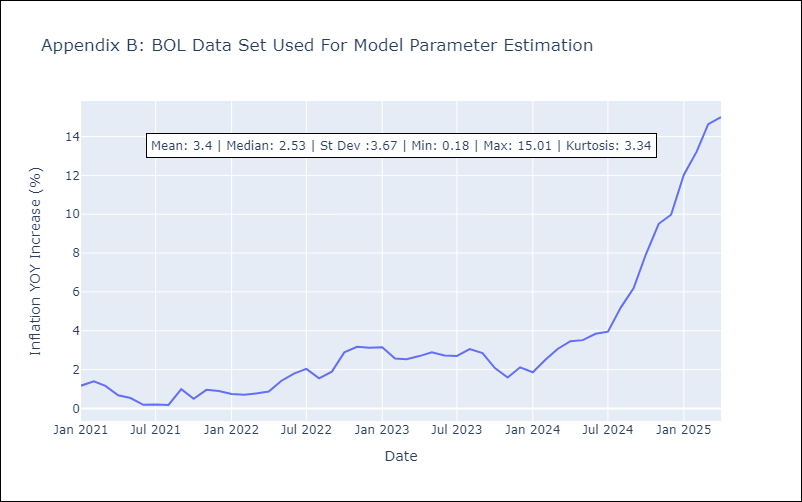 Appendix B: BOL Data Set Used For Model Parameter Estimation
Mean: 3.4 | Median: 2.53 | St Dev :3.67 | Min: 0.18 | Max: 15.01 | Kurtosis: 3.34
Inflation YOY Increase (%)
14
12
10
8
6
4
2
0
Jan 2021
Jul 2021
Jan 2022
Jul 2022
Jan 2023
Jul 2023
Jan 2024
Jul 2024
Jan 2025
Date